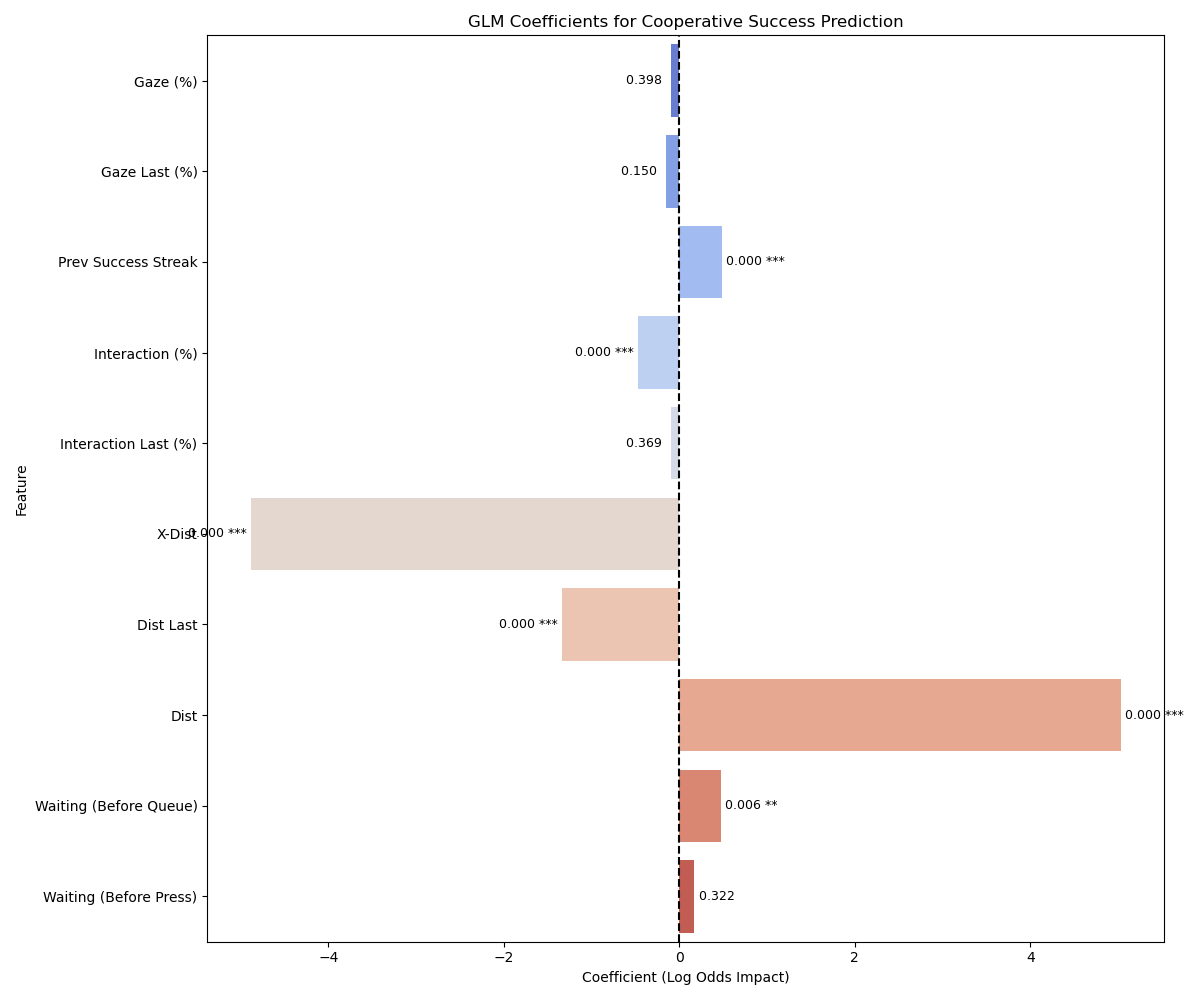 GLM Coefficients for Cooperative Success Prediction
Gaze (%)
0.398
Gaze Last (%)
0.150
Prev Success Streak
0.000 ***
Interaction (%)
0.000 ***
Interaction Last (%)
0.369
X-Dist
0.000 ***
Dist Last
0.000 ***
Dist
0.000 ***
Waiting (Before Queue)
0.006 **
Waiting (Before Press)
0.322
Feature
−4
−2
0
2
4
Coefficient (Log Odds Impact)